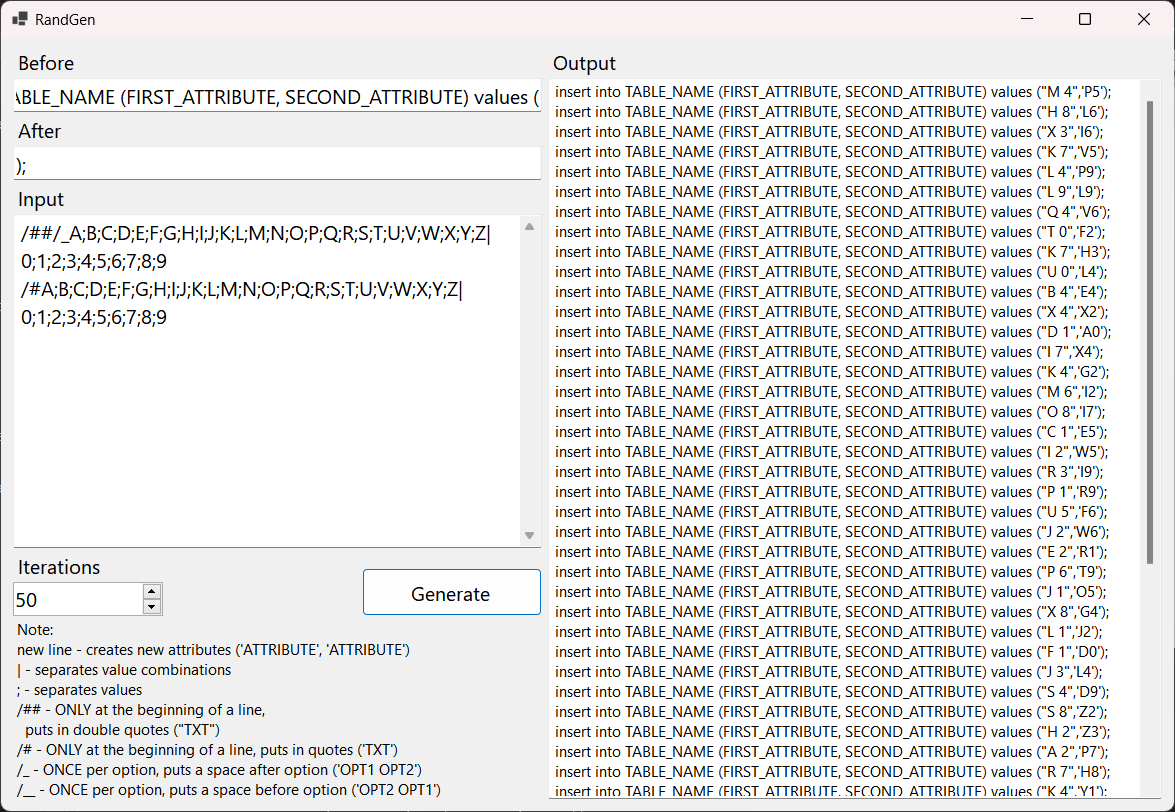 RandGen
Before
ABLE_NAME (FIRST_ATTRIBUTE, SECOND_ATTRIBUTE) values (
After
);
Input
/##/_A;B;C;D;E;F;G;H;I;J;K;L;M;N;O;P;Q;R;S;T;U;V;W;X;Y;Z|
0;1;2;3;4;5;6;7;8;9
/#A;B;C;D;E;F;G;H;I;J;K;L;M;N;O;P;Q;R;S;T;U;V;W;X;Y;Z|
0;1;2;3;4;5;6;7;8;9
Iterations
50
Generate
Note:
new line - creates new attributes ('ATTRIBUTE', 'ATTRIBUTE')
| - separates value combinations
; - separates values
/## - ONLY at the beginning of a line,
puts in double quotes ("TXT")
/# - ONLY at the beginning of a line, puts in quotes ('TXT')
/_ - ONCE per option, puts a space after option ('OPT1 OPT2')
/__ - ONCE per option, puts a space before option ('OPT2 OPT1')
Output
insert into TABLE_NAME (FIRST_ATTRIBUTE, SECOND_ATTRIBUTE) values ("M 4",'P5');
insert into TABLE_NAME (FIRST_ATTRIBUTE, SECOND_ATTRIBUTE) values ("H 8",'L6');
insert into TABLE_NAME (FIRST_ATTRIBUTE, SECOND_ATTRIBUTE) values ("X 3",'I6');
insert into TABLE_NAME (FIRST_ATTRIBUTE, SECOND_ATTRIBUTE) values ("K 7",'V5');
insert into TABLE_NAME (FIRST_ATTRIBUTE, SECOND_ATTRIBUTE) values ("L 4",'P9');
insert into TABLE_NAME (FIRST_ATTRIBUTE, SECOND_ATTRIBUTE) values ("L 9",'L9');
insert into TABLE_NAME (FIRST_ATTRIBUTE, SECOND_ATTRIBUTE) values ("Q 4",'V6');
insert into TABLE_NAME (FIRST_ATTRIBUTE, SECOND_ATTRIBUTE) values ("T 0",'F2');
insert into TABLE_NAME (FIRST_ATTRIBUTE, SECOND_ATTRIBUTE) values ("K 7",'H3');
insert into TABLE_NAME (FIRST_ATTRIBUTE, SECOND_ATTRIBUTE) values ("U 0",'L4');
insert into TABLE_NAME (FIRST_ATTRIBUTE, SECOND_ATTRIBUTE) values ("B 4",'E4');
insert into TABLE_NAME (FIRST_ATTRIBUTE, SECOND_ATTRIBUTE) values ("X 4",'X2');
insert into TABLE_NAME (FIRST_ATTRIBUTE, SECOND_ATTRIBUTE) values ("D 1",'A0');
insert into TABLE_NAME (FIRST_ATTRIBUTE, SECOND_ATTRIBUTE) values ("I 7",'X4');
insert into TABLE_NAME (FIRST_ATTRIBUTE, SECOND_ATTRIBUTE) values ("K 4",'G2');
insert into TABLE_NAME (FIRST_ATTRIBUTE, SECOND_ATTRIBUTE) values ("M 6",'I2');
insert into TABLE_NAME (FIRST_ATTRIBUTE, SECOND_ATTRIBUTE) values ("O 8",'I7');
insert into TABLE_NAME (FIRST_ATTRIBUTE, SECOND_ATTRIBUTE) values ("C 1",'E5');
insert into TABLE_NAME (FIRST_ATTRIBUTE, SECOND_ATTRIBUTE) values ("I 2",'W5');
insert into TABLE_NAME (FIRST_ATTRIBUTE, SECOND_ATTRIBUTE) values ("R 3",'I9');
insert into TABLE_NAME (FIRST_ATTRIBUTE, SECOND_ATTRIBUTE) values ("P 1",'R9');
insert into TABLE_NAME (FIRST_ATTRIBUTE, SECOND_ATTRIBUTE) values ("U 5",'F6');
insert into TABLE_NAME (FIRST_ATTRIBUTE, SECOND_ATTRIBUTE) values ("J 2",'W6');
insert into TABLE_NAME (FIRST_ATTRIBUTE, SECOND_ATTRIBUTE) values ("E 2",'R1');
insert into TABLE_NAME (FIRST_ATTRIBUTE, SECOND_ATTRIBUTE) values ("P 6",'T9');
insert into TABLE_NAME (FIRST_ATTRIBUTE, SECOND_ATTRIBUTE) values ("J 1",'O5');
insert into TABLE_NAME (FIRST_ATTRIBUTE, SECOND_ATTRIBUTE) values ("X 8",'G4');
insert into TABLE_NAME (FIRST_ATTRIBUTE, SECOND_ATTRIBUTE) values ("L 1",'J2');
insert into TABLE_NAME (FIRST_ATTRIBUTE, SECOND_ATTRIBUTE) values ("F 1",'D0');
insert into TABLE_NAME (FIRST_ATTRIBUTE, SECOND_ATTRIBUTE) values ("J 3",'L4');
insert into TABLE_NAME (FIRST_ATTRIBUTE, SECOND_ATTRIBUTE) values ("S 4",'D9');
insert into TABLE_NAME (FIRST_ATTRIBUTE, SECOND_ATTRIBUTE) values ("S 8",'Z2');
insert into TABLE_NAME (FIRST_ATTRIBUTE, SECOND_ATTRIBUTE) values ("H 2",'Z3');
insert into TABLE_NAME (FIRST_ATTRIBUTE, SECOND_ATTRIBUTE) values ("A 2",'P7');
insert into TABLE_NAME (FIRST_ATTRIBUTE, SECOND_ATTRIBUTE) values ("R 7",'H8');
insert into TABLE_NAME (FIRST_ATTRIBUTE, SECOND_ATTRIBUTE) values ("K 4",'Y1');